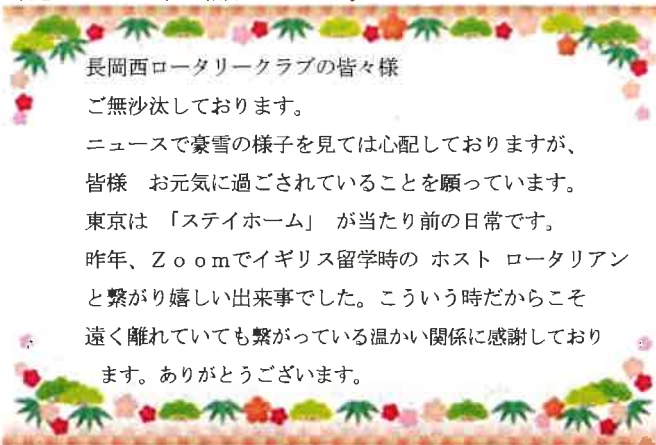 長岡西ロータリークラブの皆々様
ご無沙汰しております。
ニュースで豪雪の様子を見ては心配しておりますが、
皆様　お元気に過ごされていることを願っています。
東京は 「ステイホーム」 が当たり前の日常です。
昨年、Ｚｏｏｍでイギリス留学時の ホスト ロータリアン
と繋がり嬉しい出来事でした。こういう時だからこそ
遠く離れていても繋がっている温かい関係に感謝しており
ます。ありがとうございます。